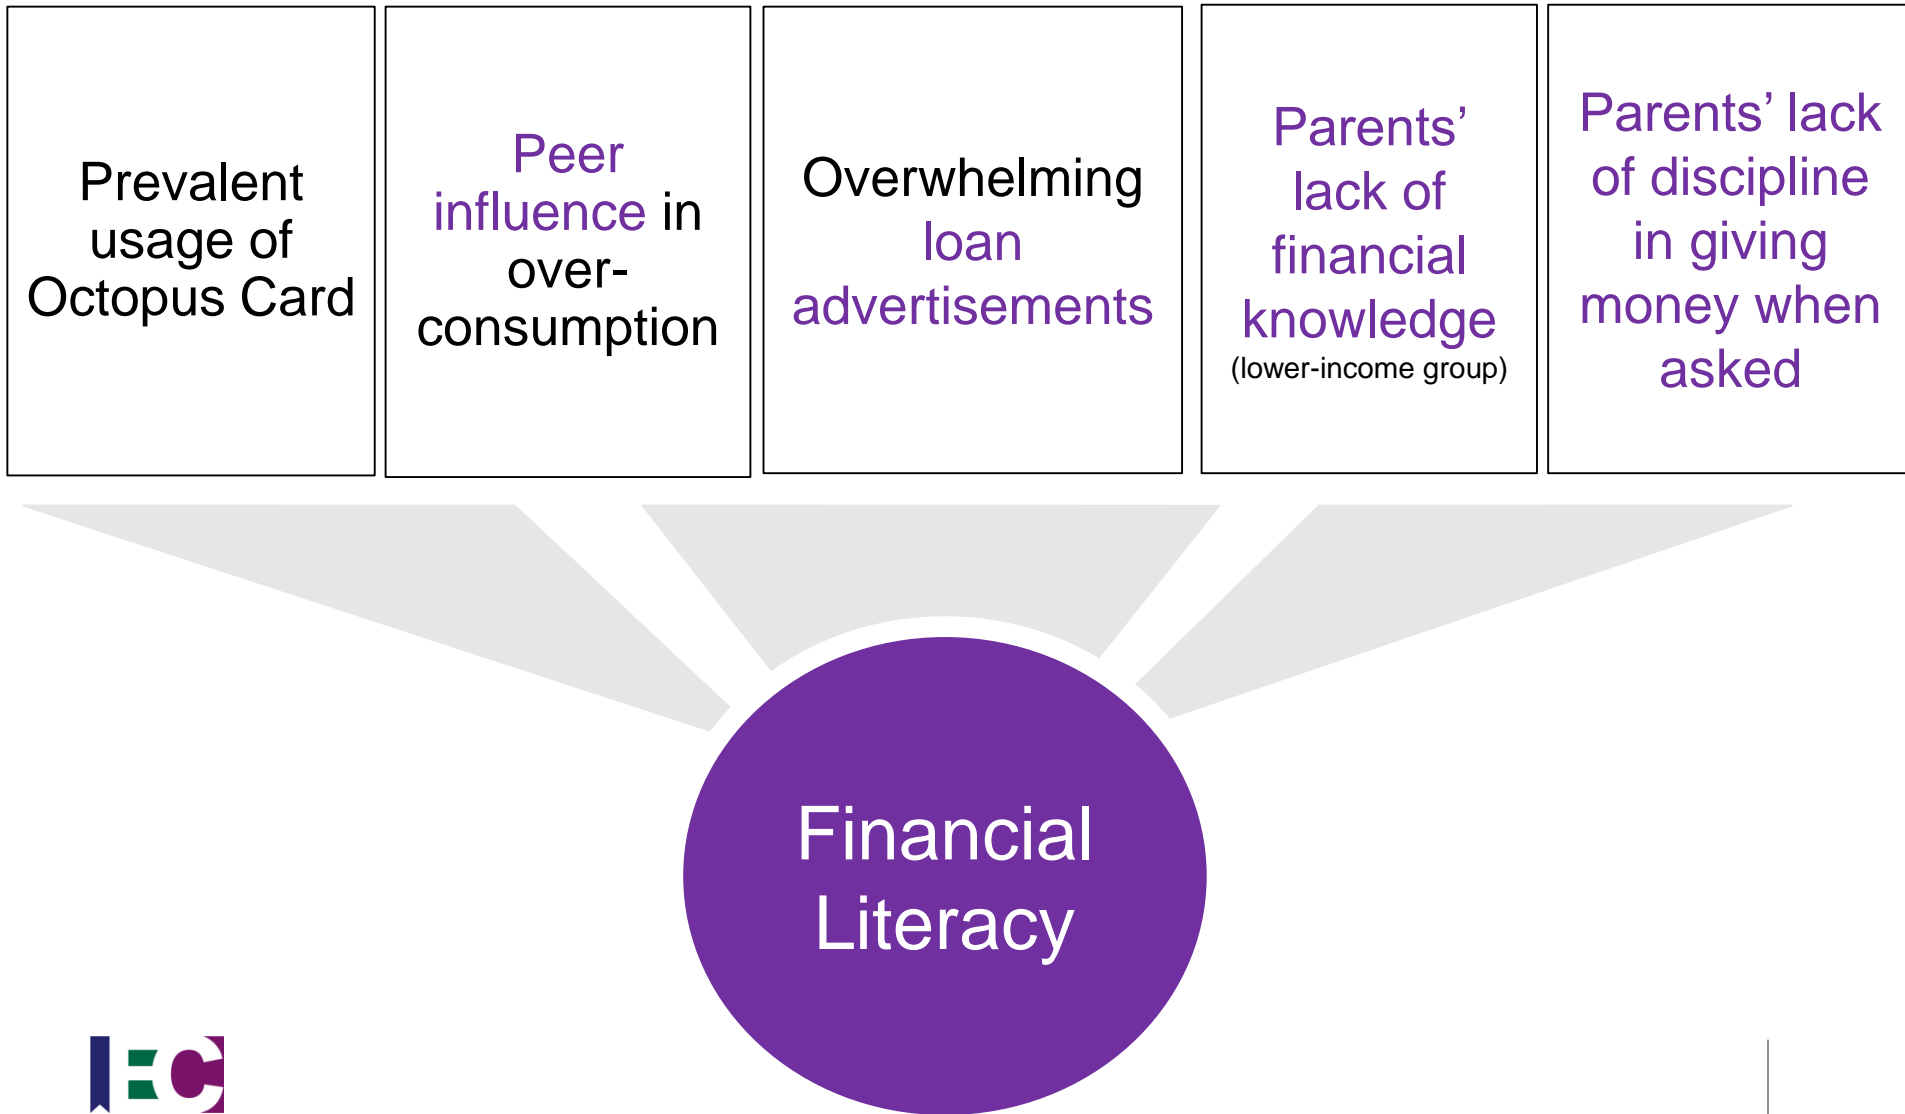 Prevalent
usage of
Octopus Card
Peer
influence in
over-
consumption
Overwhelming
loan
advertisements
Parents’
lack of
financial
knowledge
(lower-income group)
Parents’ lack
of discipline
in giving
money when
asked
Financial
Literacy
IEC